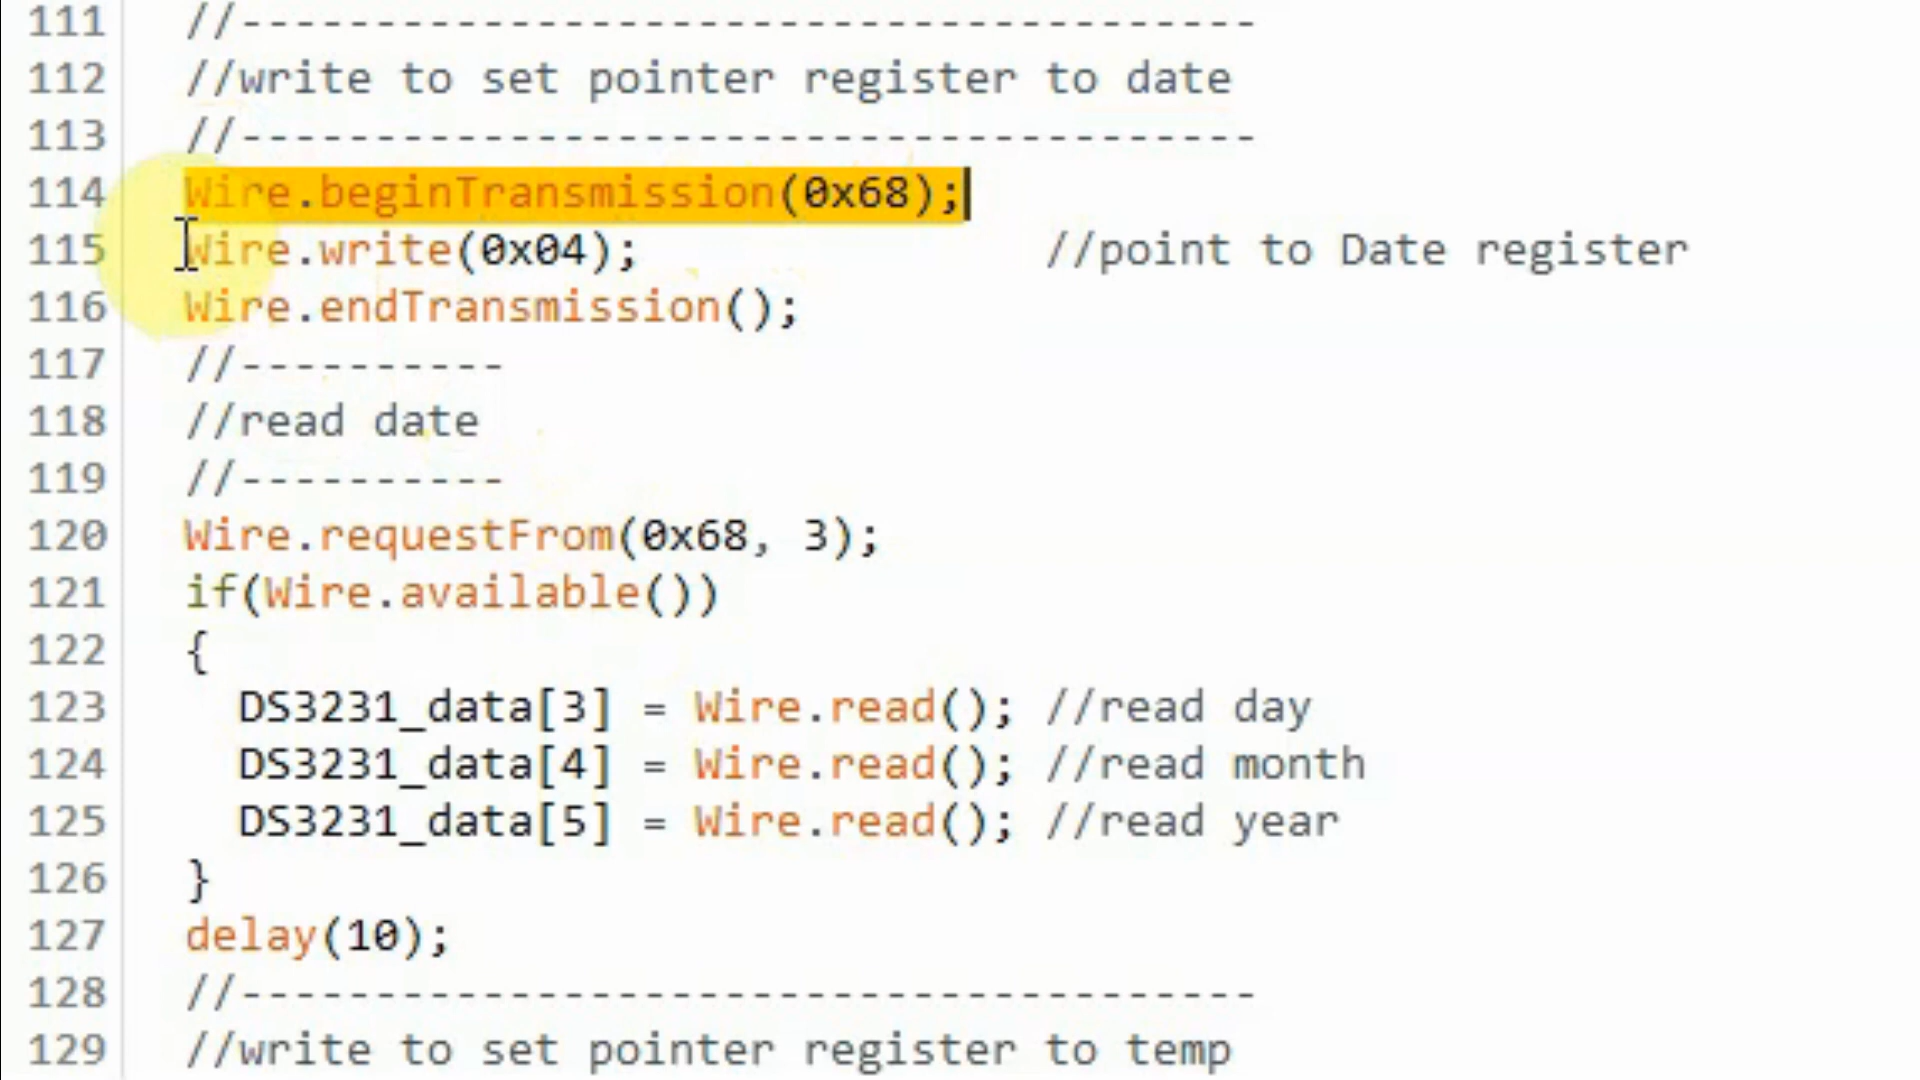 111 //--------------------------------------
112 //write to set pointer register to date
113 //--------------------------------------
114 Wire.beginTransmission(0x68);
115 Wire.write(0x04); //point to Date register
116 Wire.endTransmission();
117 //----------
118 //read date
119 //----------
120 Wire.requestFrom(0x68, 3);
121 if(Wire.available())
122 {
123 DS3231_data[3] = Wire.read(); //read day
124 DS3231_data[4] = Wire.read(); //read month
125 DS3231_data[5] = Wire.read(); //read year
126 }
127 delay(10);
128 //--------------------------------------
129 //write to set pointer register to temp